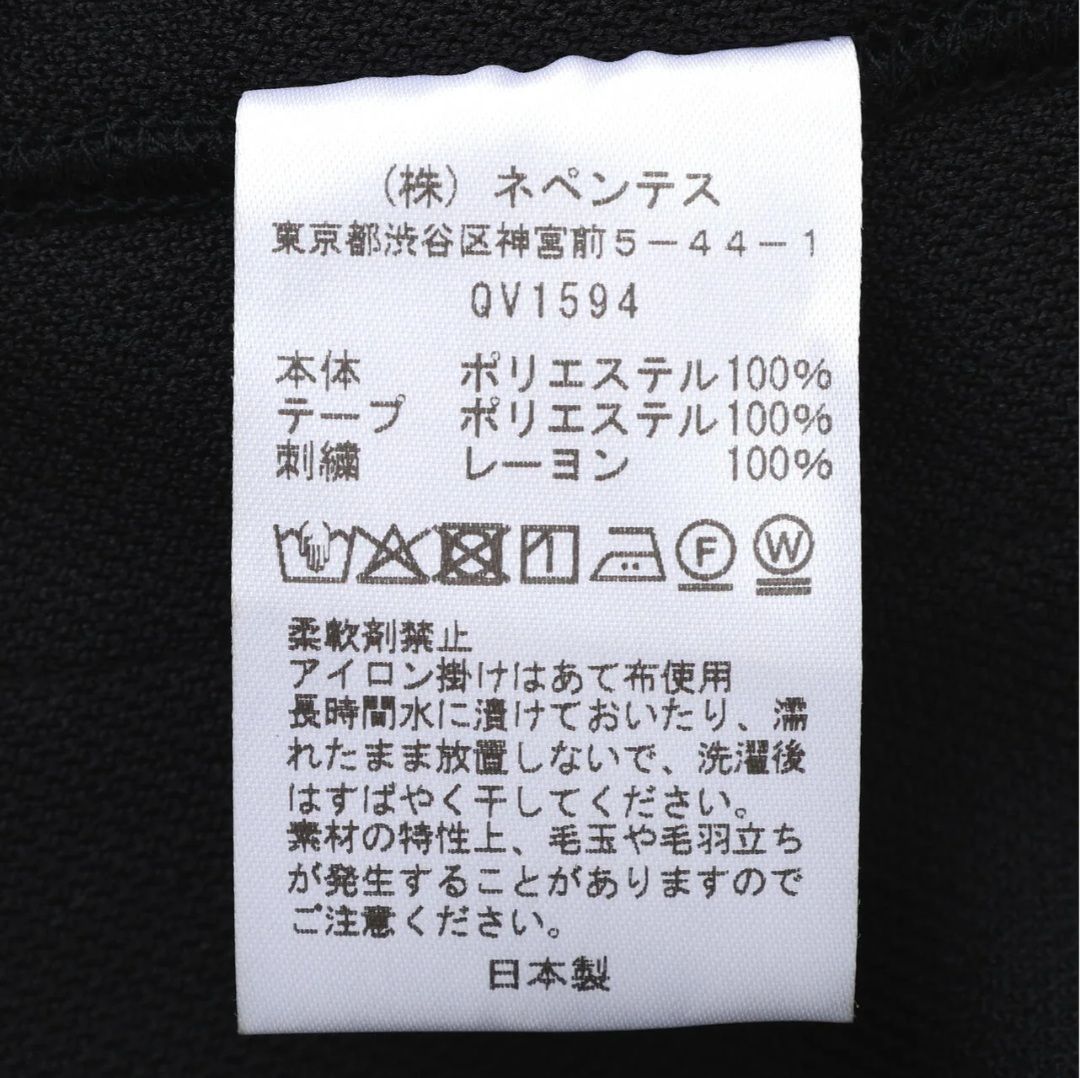 (株) ネペンテス
東京都渋谷区神宮前5-44-1
QV1594
本体 ポリエステル100%
テープ ポリエステル100%
刺繍 レーヨン 100%
F W
柔軟剤禁止
アイロン掛けはあて布使用
長時間水に漬けておいたり、濡
れたまま放置しないで、洗濯後
はすばやく干してください。
素材の特性上、毛玉や毛羽立ち
が発生することがありますので
ご注意ください。
日本製